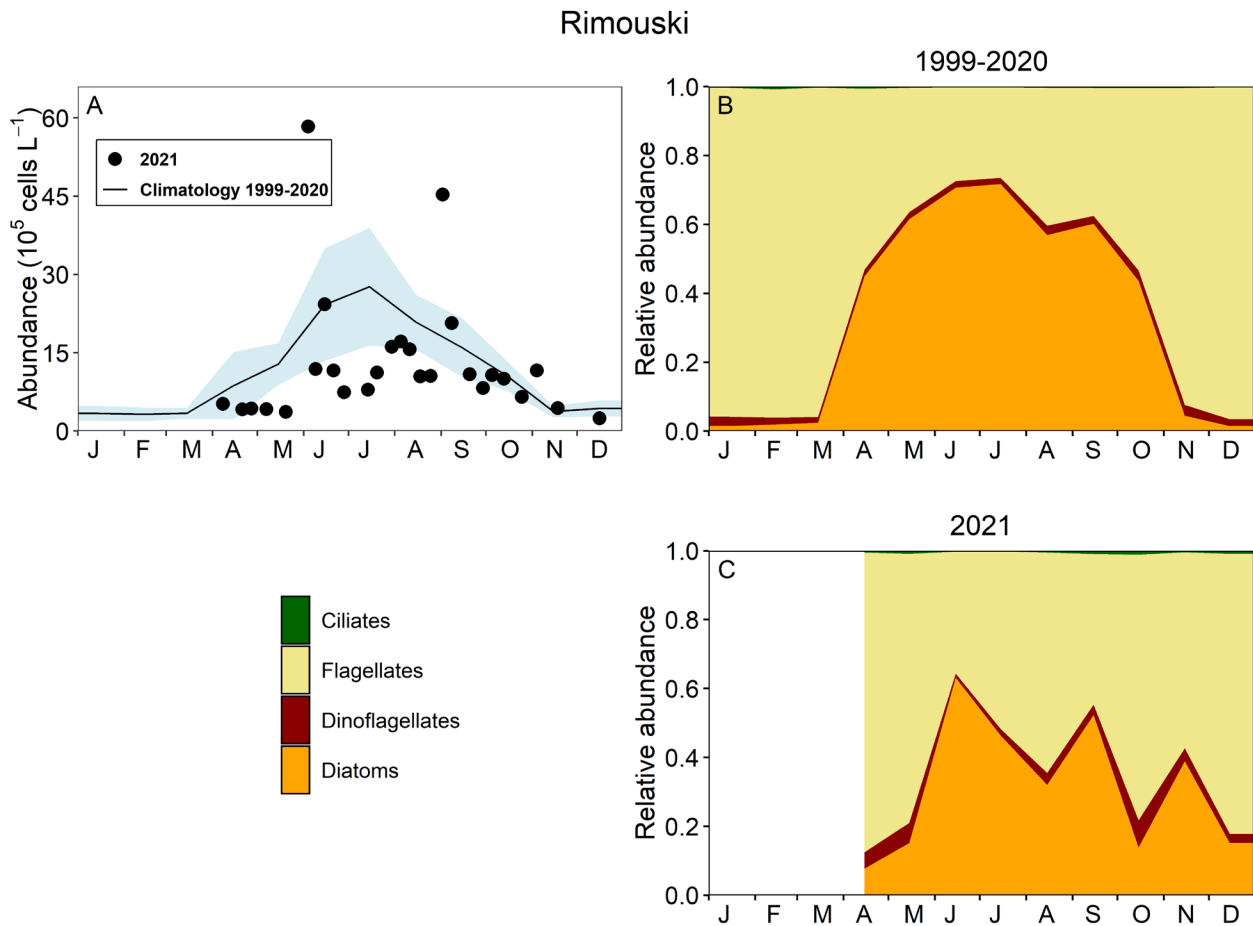 Rimouski
A
Abundance (10⁵ cells L⁻¹)
60
45
30
15
0
2021
Climatology 1999-2020
J F M A M J J A S O N D
1999-2020
B
Relative abundance
1.0
0.8
0.6
0.4
0.2
0.0
J F M A M J J A S O N D
2021
C
Relative abundance
1.0
0.8
0.6
0.4
0.2
0.0
J F M A M J J A S O N D
Ciliates
Flagellates
Dinoflagellates
Diatoms